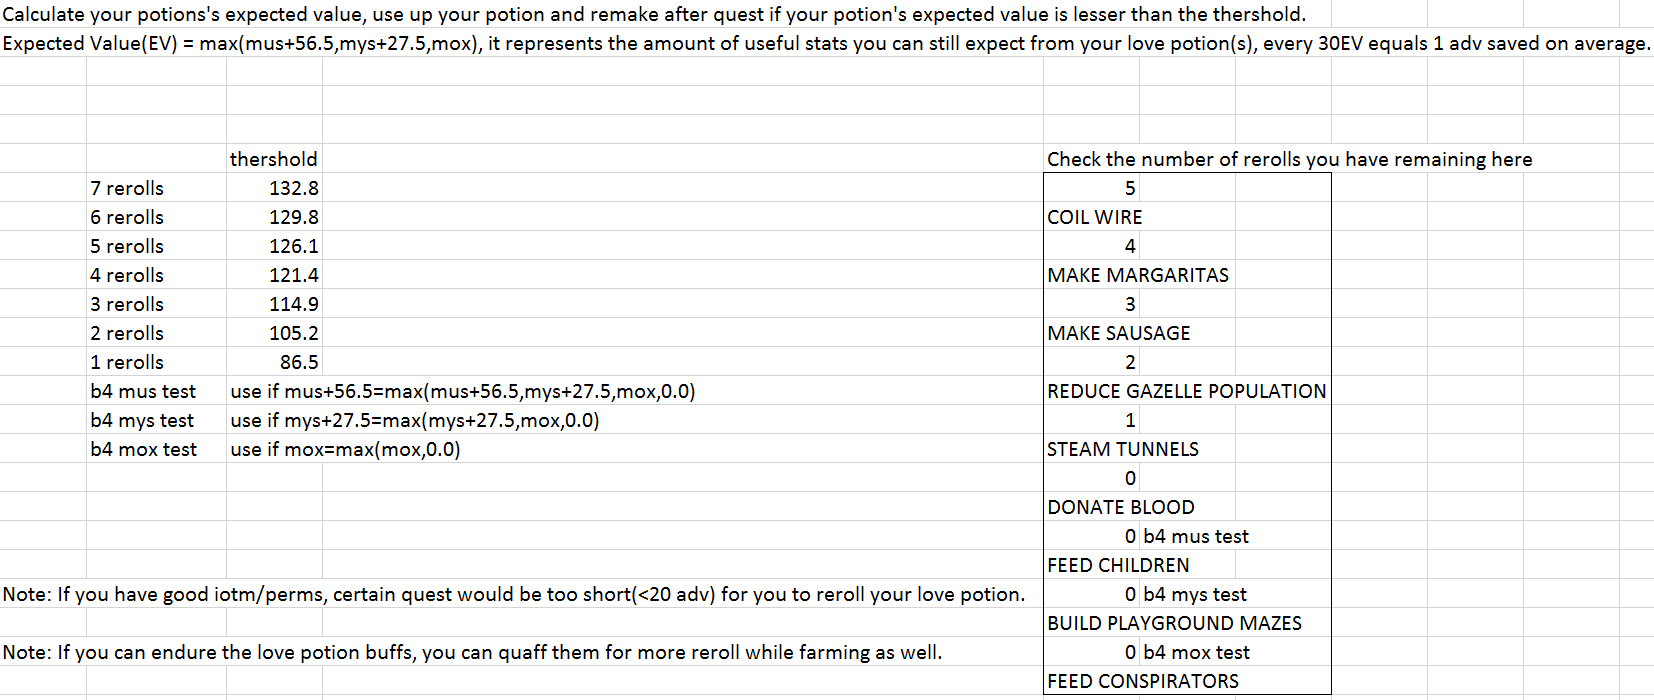 Calculate your potions's expected value, use up your potion and remake after quest if your potion's expected value is lesser than the thershold.
Expected Value(EV) = max(mus+56.5,mys+27.5,mox), it represents the amount of useful stats you can still expect from your love potion(s), every 30EV equals 1 adv saved on average.
thershold
Check the number of rerolls you have remaining here
7 rerolls 132.8
5
6 rerolls 129.8
COIL WIRE
5 rerolls 126.1
4
4 rerolls 121.4
MAKE MARGARITAS
3 rerolls 114.9
3
2 rerolls 105.2
MAKE SAUSAGE
1 rerolls 86.5
2
b4 mus test use if mus+56.5=max(mus+56.5,mys+27.5,mox,0.0)
REDUCE GAZELLE POPULATION
b4 mys test use if mys+27.5=max(mys+27.5,mox,0.0)
1
b4 mox test use if mox=max(mox,0.0)
STEAM TUNNELS
0
DONATE BLOOD
0 b4 mus test
FEED CHILDREN
Note: If you have good iotm/perms, certain quest would be too short(<20 adv) for you to reroll your love potion.
0 b4 mys test
BUILD PLAYGROUND MAZES
Note: If you can endure the love potion buffs, you can quaff them for more reroll while farming as well.
0 b4 mox test
FEED CONSPIRATORS